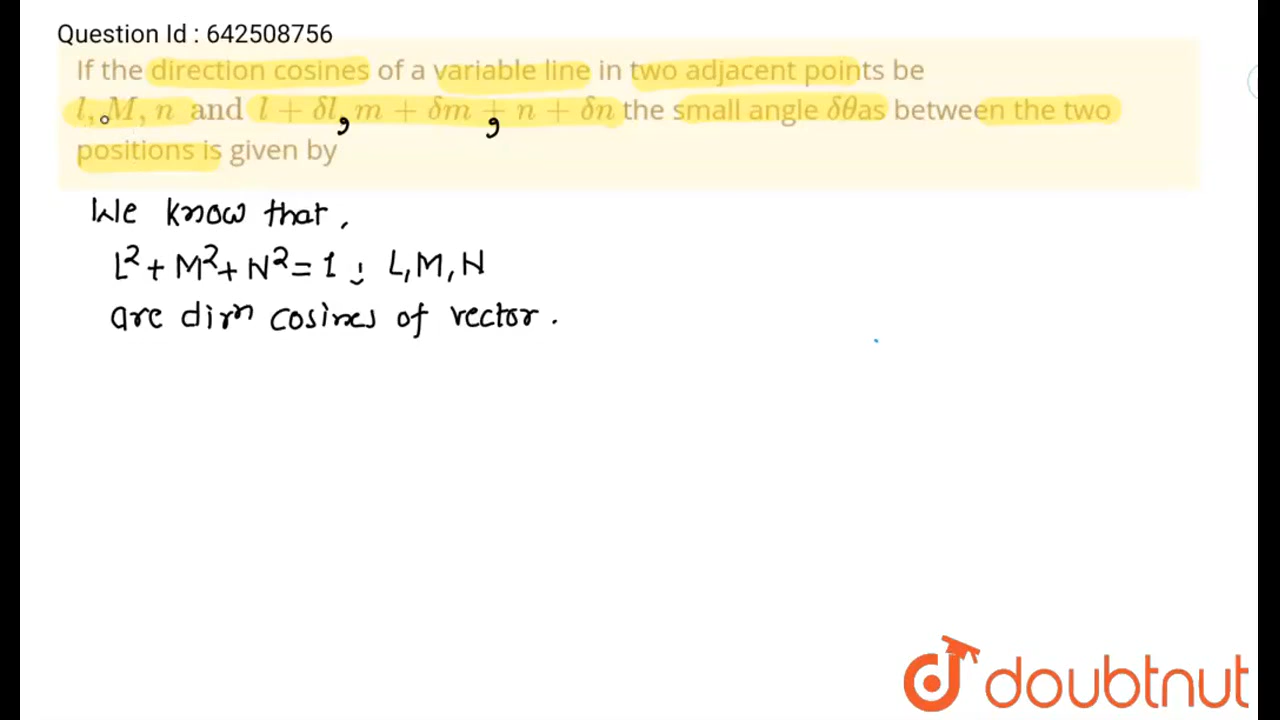 Question Id : 642508756
If the direction cosines of a variable line in two adjacent points be
l, M, n and l + δl, m + δm + n + δn the small angle δθas between the two
positions is given by
We know that,
L²+ M²+ N²= 1 ; L,M,N
are dirn cosines of vector.
doubtnut